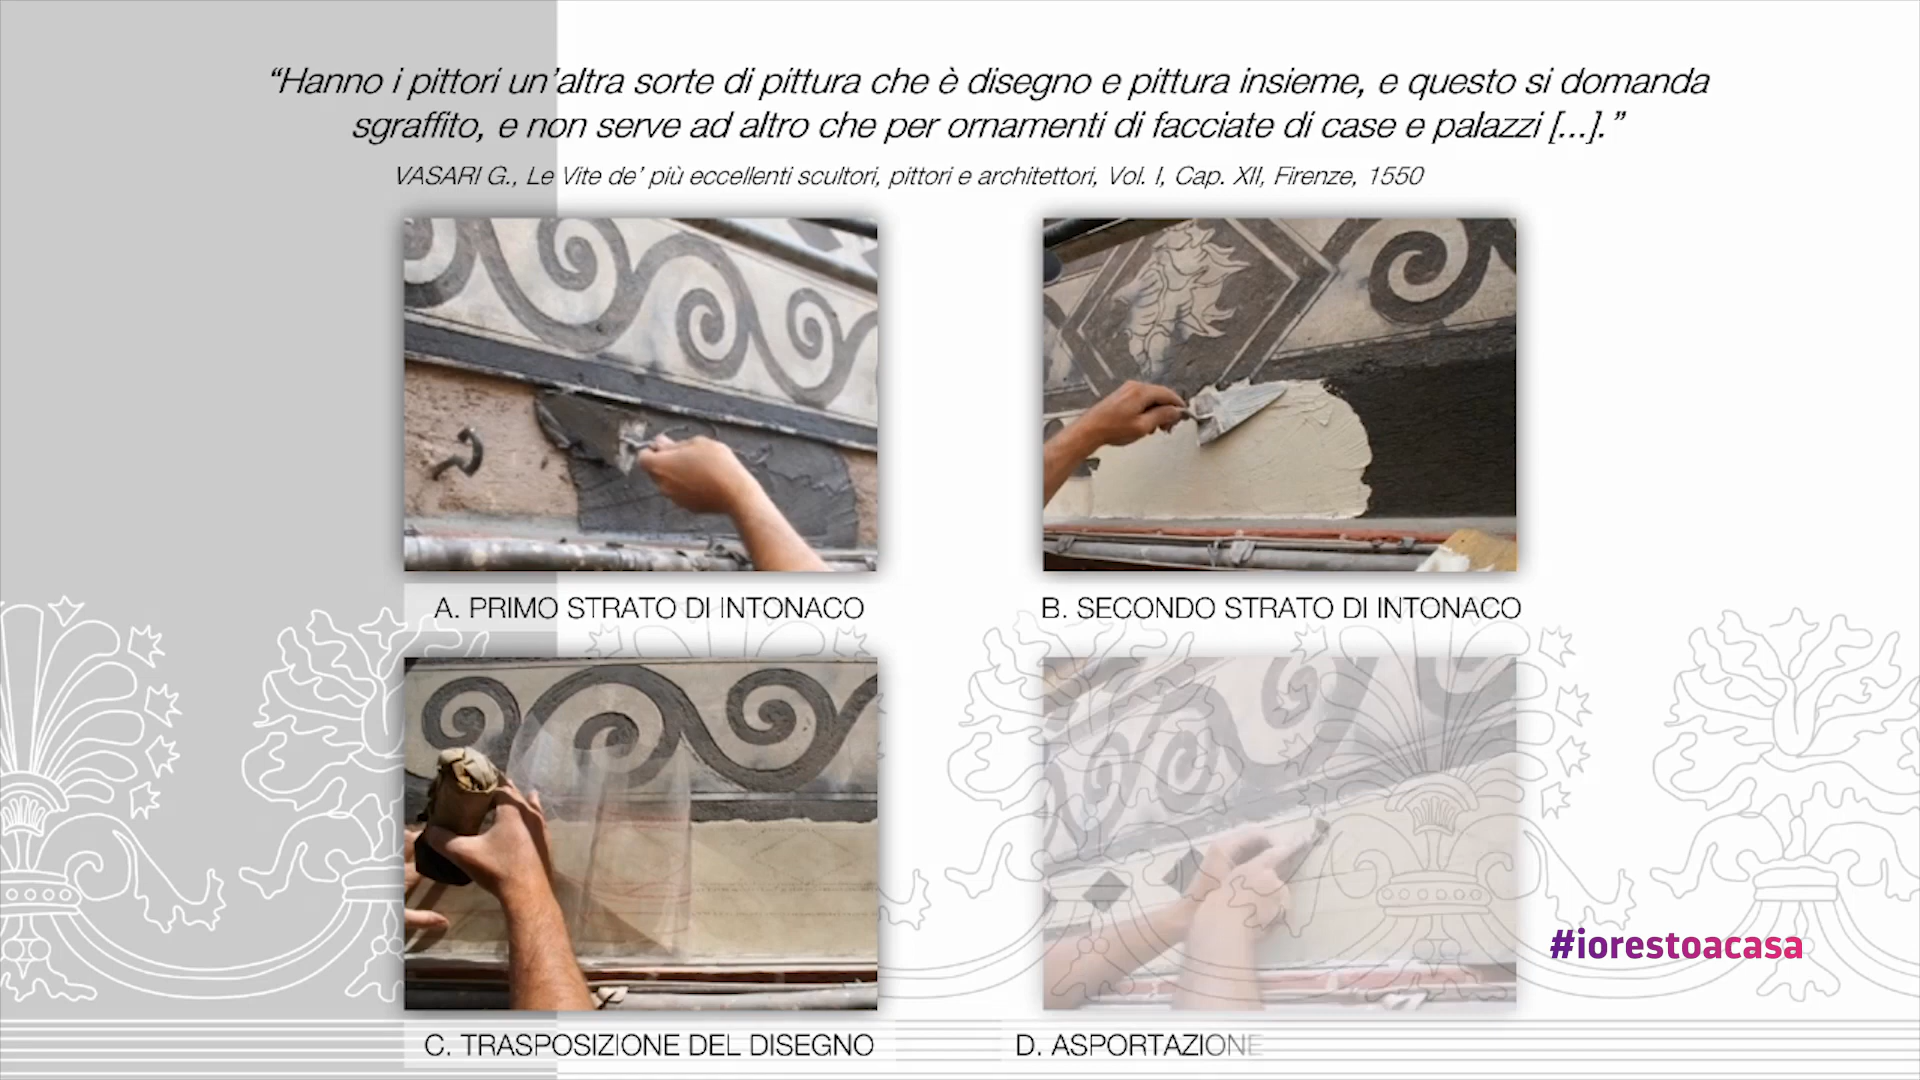 “Hanno i pittori un’altra sorte di pittura che è disegno e pittura insieme, e questo si domanda
sgraffito, e non serve ad altro che per ornamenti di facciate di case e palazzi [...].”
VASARI G., Le Vite de’ più eccellenti scultori, pittori e architettori, Vol. I, Cap. XII, Firenze, 1550
A. PRIMO STRATO DI INTONACO
B. SECONDO STRATO DI INTONACO
#iorestoacasa
C. TRASPOSIZIONE DEL DISEGNO
D. ASPORTAZIONE